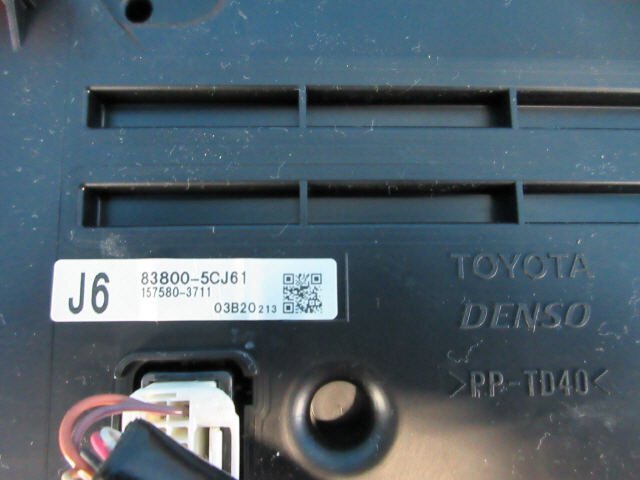 J6
83800-5CJ61
157580-3711
03B20213
TOYOTA
DENSO
>PP-TD40<